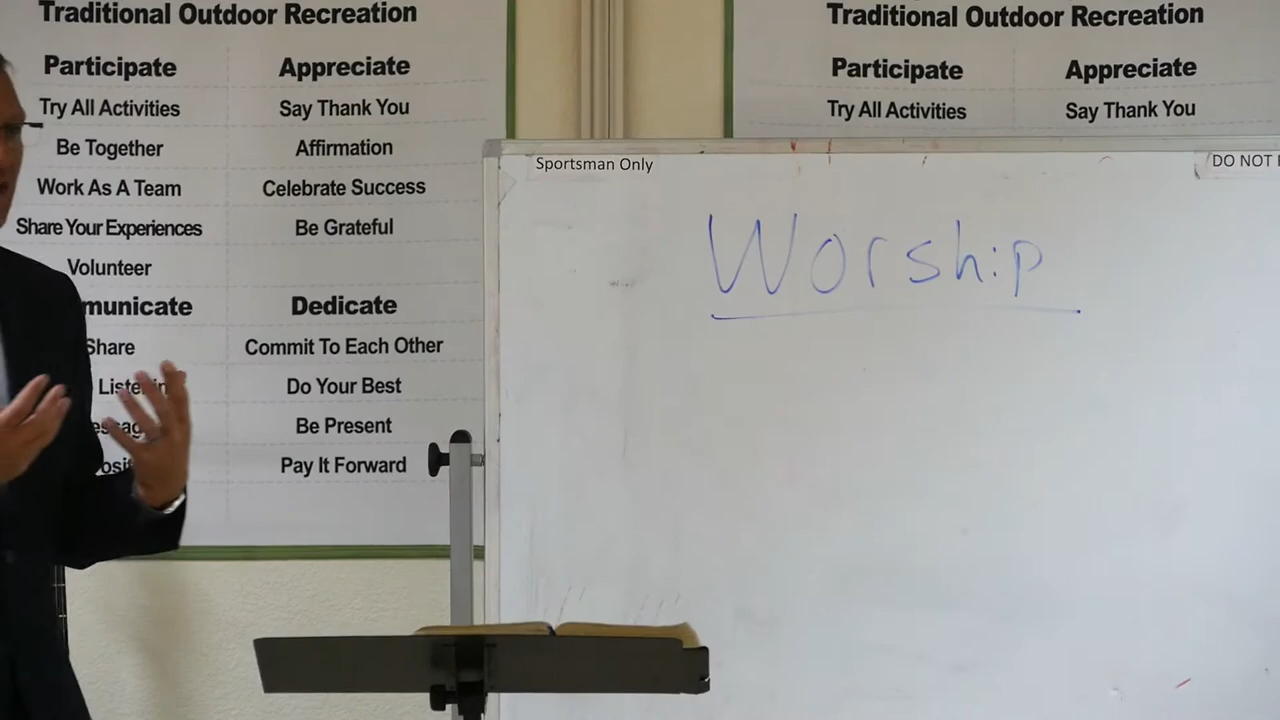 Traditional Outdoor Recreation
Participate Appreciate
Try All Activities Say Thank You
Be Together Affirmation
Work As A Team Celebrate Success
Share Your Experiences Be Grateful
Volunteer
municate Dedicate
Share Commit To Each Other
Listening Do Your Best
Be Present
Pay It Forward
Traditional Outdoor Recreation
Participate Appreciate
Try All Activities Say Thank You
Sportsman Only
DO NOT
Worship